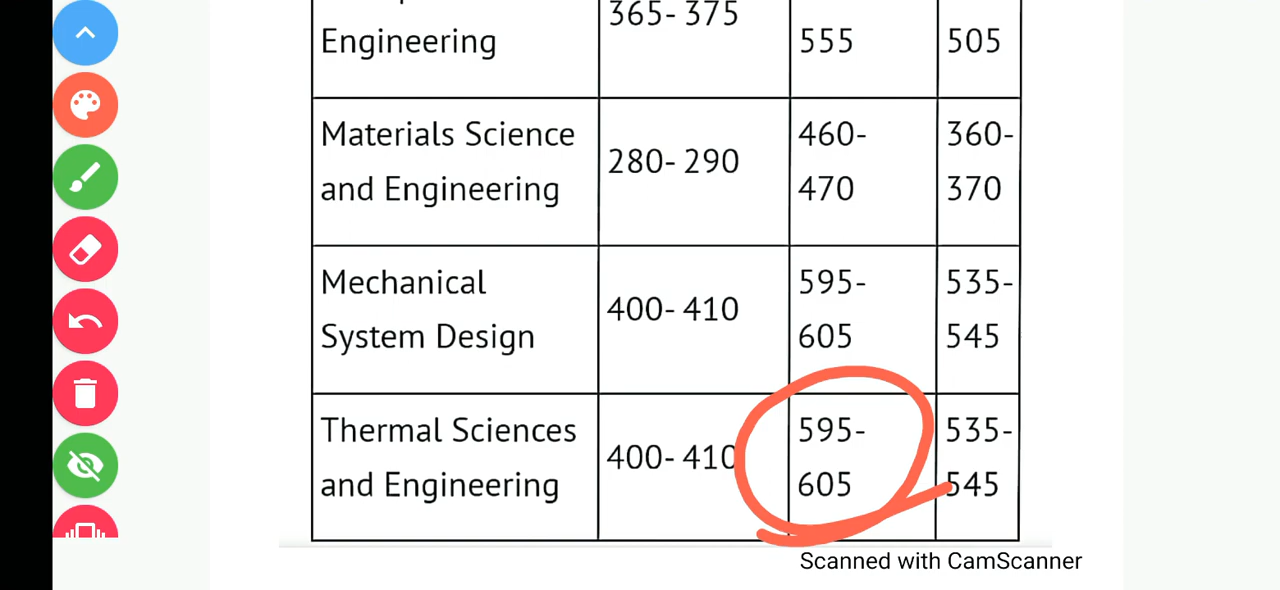 365- 375
Engineering
555
505
Materials Science
and Engineering
280- 290
460-
470
360-
370
Mechanical
System Design
400- 410
595-
605
535-
545
Thermal Sciences
and Engineering
400- 410
595-
605
535-
545
Scanned with CamScanner